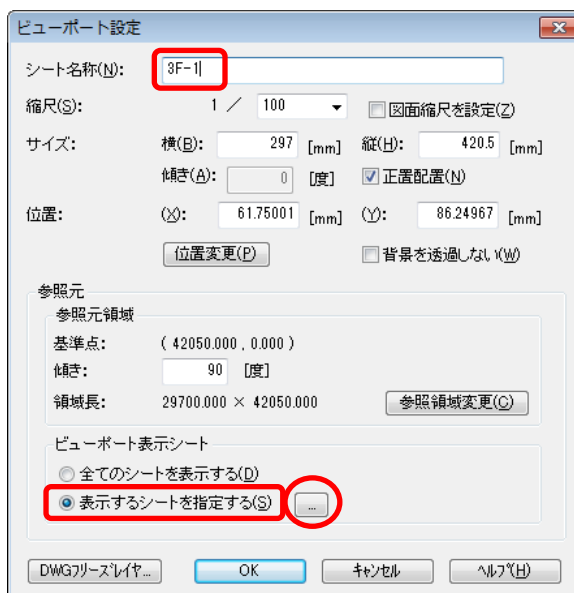 ビューポート設定
シート名称(N): 3F-1
縮尺(S): 1 ／ 100 図面縮尺を設定(Z)
サイズ: 横(B): 297 [mm] 縦(H): 420.5 [mm]
傾き(A): 0 [度] 正置配置(N)
位置: (X): 61.75001 [mm] (Y): 86.24967 [mm]
位置変更(P) 背景を透過しない(W)
参照元
参照元領域
基準点: ( 42050.000 , 0.000 )
傾き: 90 [度]
領域長: 29700.000 × 42050.000 参照領域変更(C)
ビューポート表示シート
全てのシートを表示する(D)
表示するシートを指定する(S) ...
DWGフリーズレイヤ... OK キャンセル ヘルプ(H)